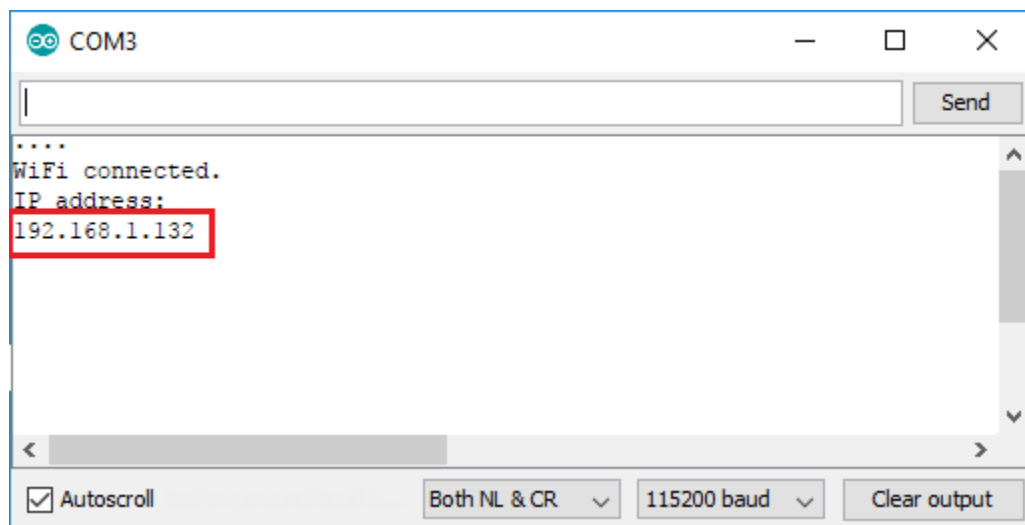 COM3
Send
....
WiFi connected.
IP address:
192.168.1.132
Autoscroll
Both NL & CR
115200 baud
Clear output